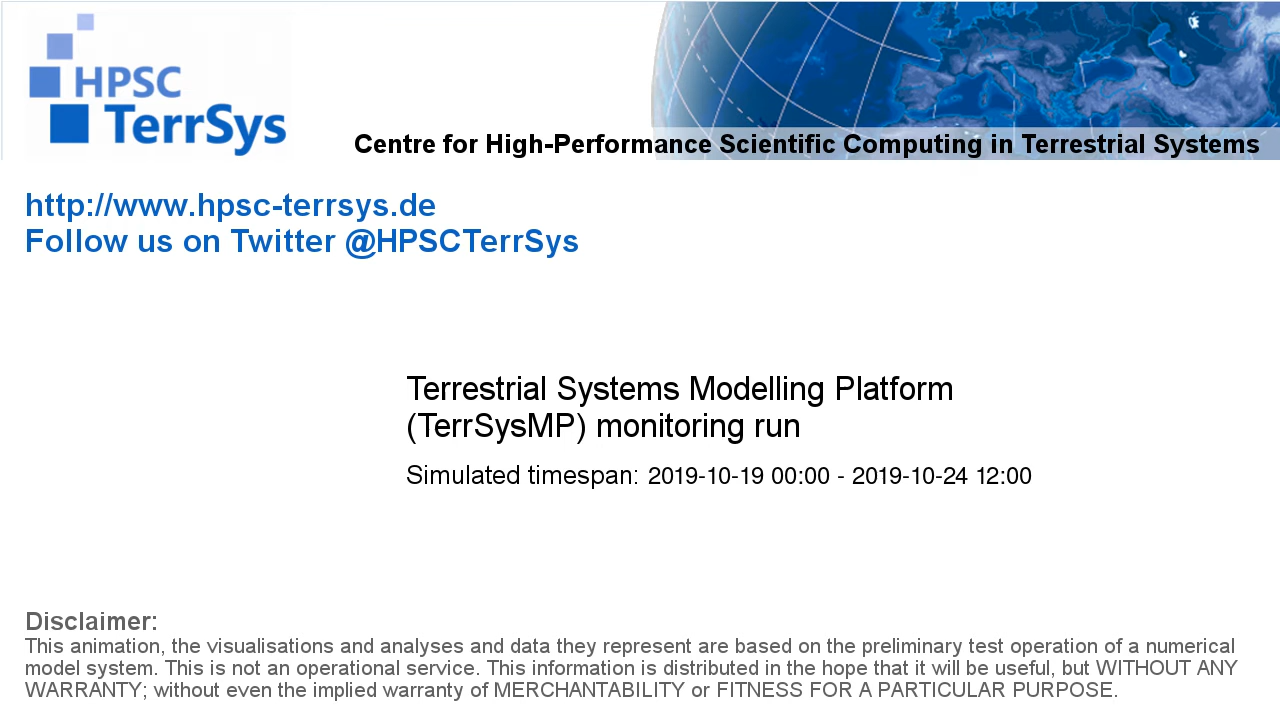 HPSC
TerrSys
Centre for High-Performance Scientific Computing in Terrestrial Systems
http://www.hpsc-terrsys.de
Follow us on Twitter @HPSCTerrSys
Terrestrial Systems Modelling Platform
(TerrSysMP) monitoring run
Simulated timespan: 2019-10-19 00:00 - 2019-10-24 12:00
Disclaimer:
This animation, the visualisations and analyses and data they represent are based on the preliminary test operation of a numerical
model system. This is not an operational service. This information is distributed in the hope that it will be useful, but WITHOUT ANY
WARRANTY; without even the implied warranty of MERCHANTABILITY or FITNESS FOR A PARTICULAR PURPOSE.